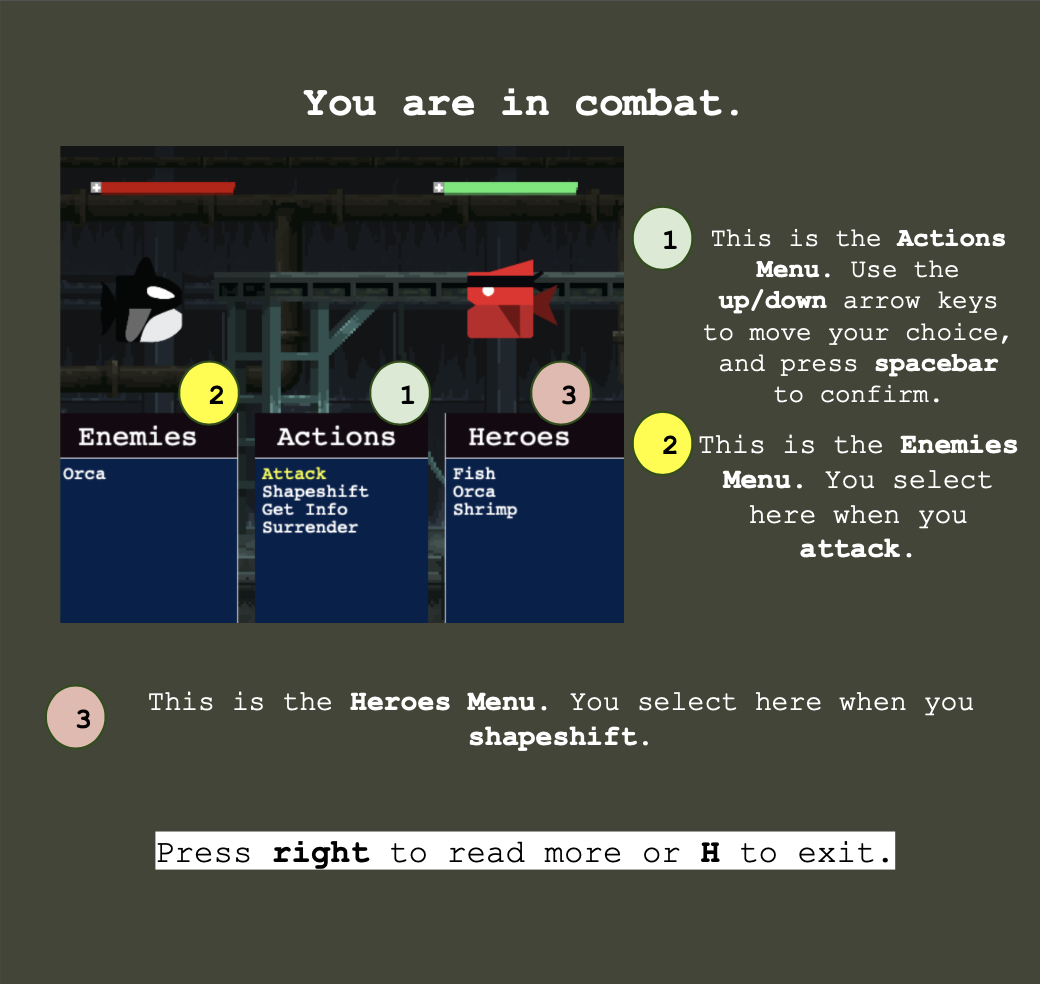 You are in combat.
1
This is the Actions
Menu. Use the
up/down arrow keys
to move your choice,
and press spacebar
to confirm.
2
1
3
Enemies
Actions
Heroes
Orca
Attack
Shapeshift
Get Info
Surrender
Fish
Orca
Shrimp
2
This is the Enemies
Menu. You select
here when you
attack.
3
This is the Heroes Menu. You select here when you
shapeshift.
Press right to read more or H to exit.